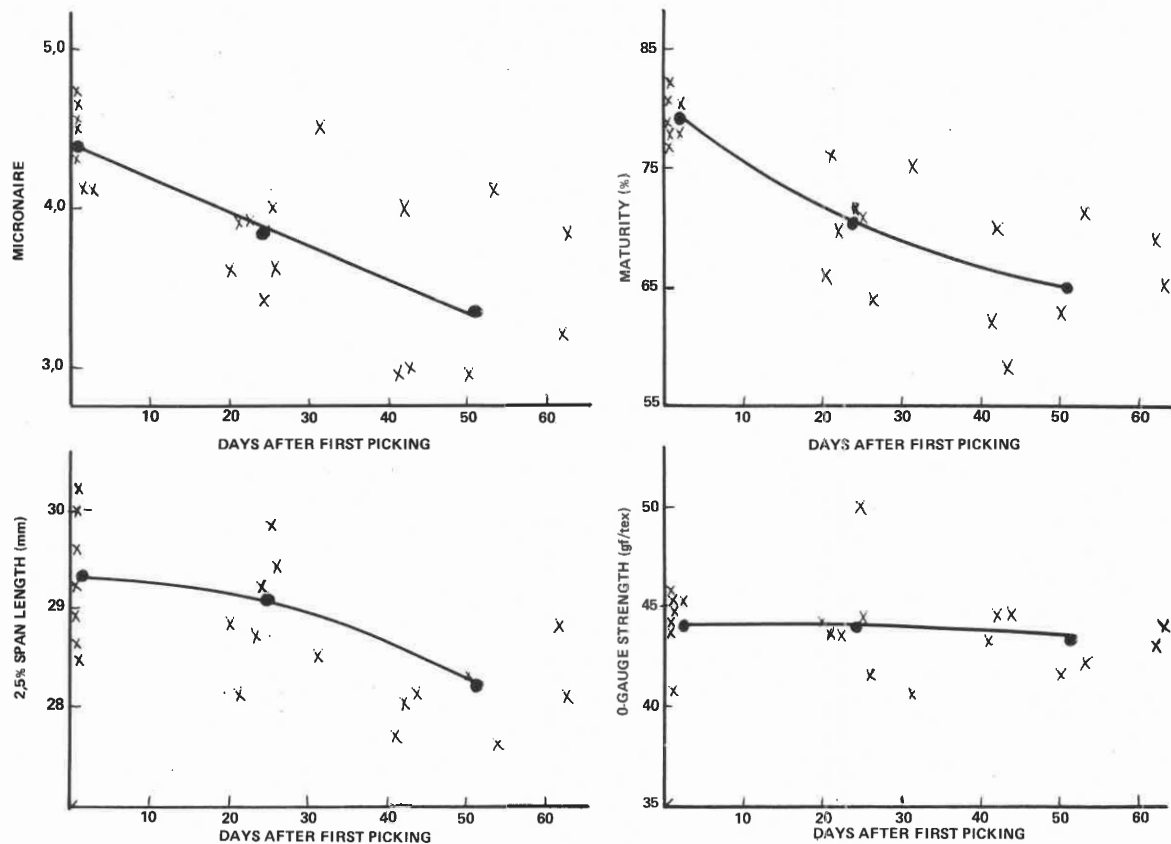 5,0
4,0
3,0
MICRONAIRE
10 20 30 40 50 60
DAYS AFTER FIRST PICKING
85
75
65
55
MATURITY (%)
10 20 30 40 50 60
DAYS AFTER FIRST PICKING
30
29
28
2,5% SPAN LENGTH (mm)
10 20 30 40 50 60
DAYS AFTER FIRST PICKING
50
45
40
35
0-GAUGE STRENGTH (gf/tex)
10 20 30 40 50 60
DAYS AFTER FIRST PICKING